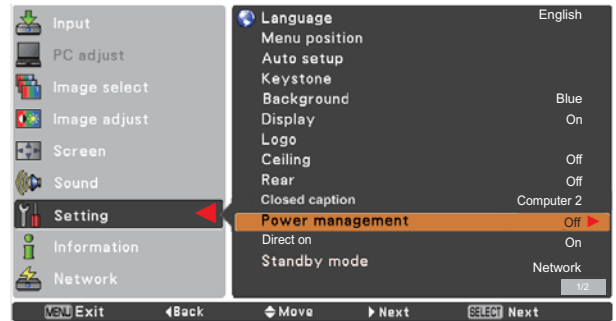 Input
PC adjust
Image select
Image adjust
Screen
Sound
Setting
Information
Network
Language English
Menu position
Auto setup
Keystone
Background Blue
Display On
Logo
Ceiling Off
Rear Off
Closed caption Computer 2
Power management Off
Direct on On
Standby mode Network
1/2
MENU Exit Back Move Next SELECT Next